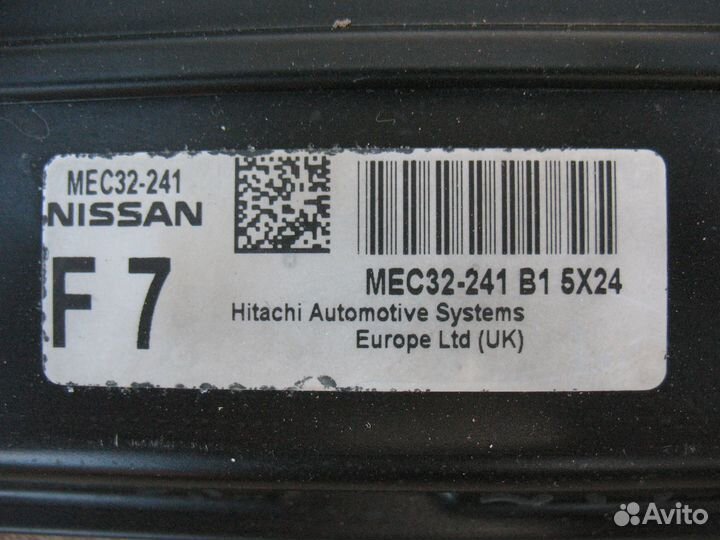 MEC32-241
NISSAN
F 7
MEC32-241 B1 5X24
Hitachi Automotive Systems
Europe Ltd (UK)
Avito